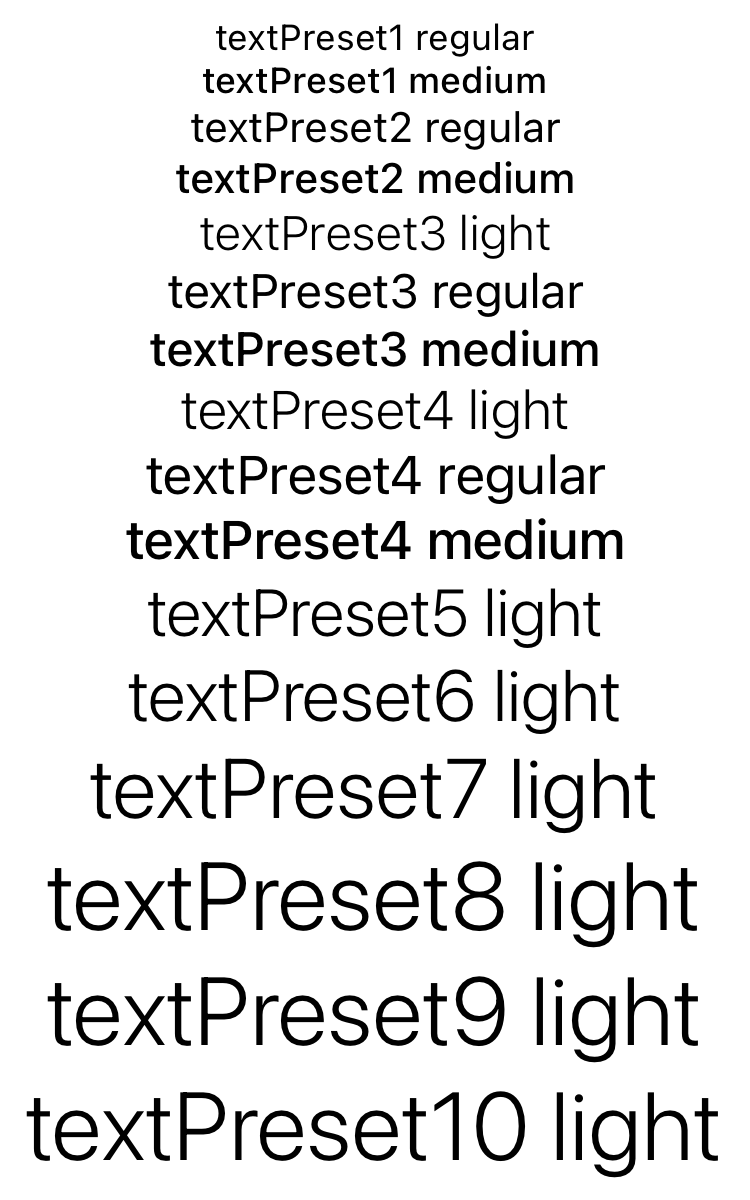 textPreset1 regular
textPreset1 medium
textPreset2 regular
textPreset2 medium
textPreset3 light
textPreset3 regular
textPreset3 medium
textPreset4 light
textPreset4 regular
textPreset4 medium
textPreset5 light
textPreset6 light
textPreset7 light
textPreset8 light
textPreset9 light
textPreset10 light